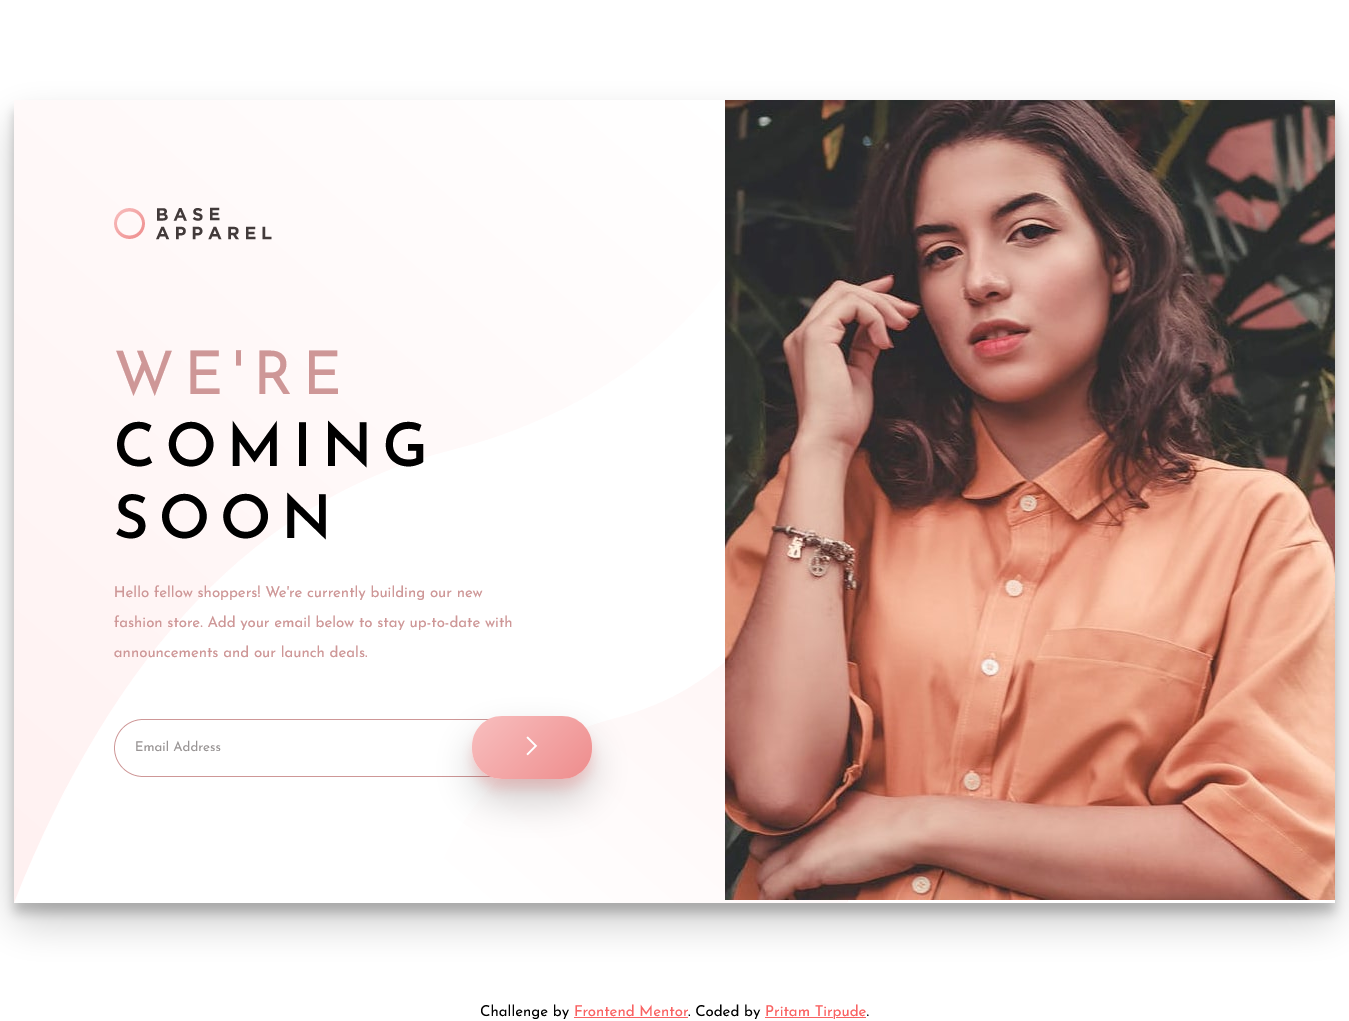 BASE
APPAREL
WE'RE
COMING
SOON
Hello fellow shoppers! We're currently building our new
fashion store. Add your email below to stay up-to-date with
announcements and our launch deals.
Email Address
Challenge by Frontend Mentor. Coded by Pritam Tirpude.